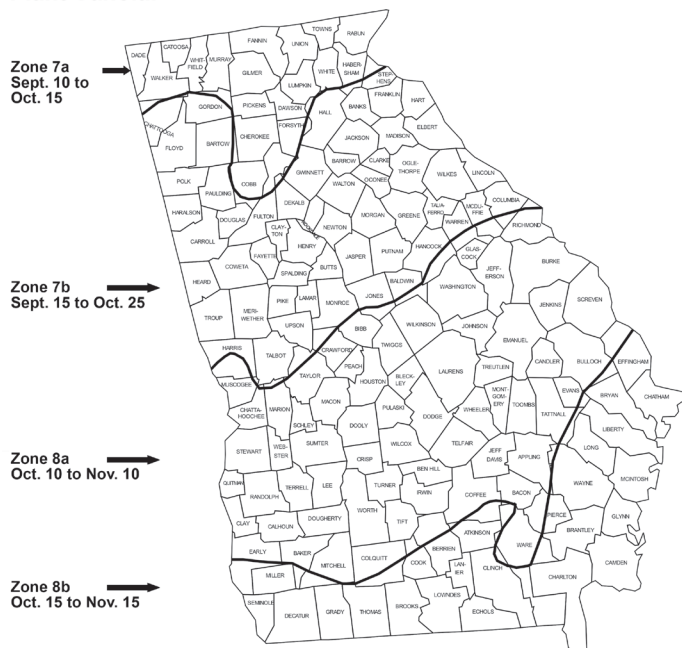 Zone 7a
Sept. 10 to
Oct. 15
Zone 7b
Sept. 15 to Oct. 25
Zone 8a
Oct. 10 to Nov. 10
Zone 8b
Oct. 15 to Nov. 15
DADE
CATOOSA
WALKER
WHIT-
FIELD
MURRAY
FANNIN
GILMER
UNION
TOWNS
RABUN
LUMPKIN
WHITE
HABER-
SHAM
STEP-
HENS
CHATTOOGA
GORDON
PICKENS
DAWSON
HALL
BANKS
FRANKLIN
HART
FLOYD
BARTOW
CHEROKEE
FORSYTH
JACKSON
MADISON
ELBERT
POLK
PAULDING
COBB
GWINNETT
BARROW
CLARKE
OCONEE
OGLE-
THORPE
WILKES
LINCOLN
HARALSON
DOUGLAS
FULTON
DEKALB
WALTON
MORGAN
GREENE
TALIA-
FERRO
WARREN
MCDU-
FFIE
COLUMBIA
RICHMOND
CARROLL
CLAY-
TON
HENRY
NEWTON
JASPER
PUTNAM
HANCOCK
GLAS-
COCK
JEFF-
ERSON
BURKE
HEARD
COWETA
FAYETTE
SPALDING
BUTTS
JONES
BALDWIN
WASHINGTON
TROUP
MERI-
WETHER
PIKE
LAMAR
MONROE
UPSON
BIBB
WILKINSON
JOHNSON
JENKINS
SCREVEN
EMANUEL
HARRIS
TALBOT
TAYLOR
CRAWFORD
PEACH
TWIGGS
HOUSTON
BLECK-
LEY
LAURENS
TREUTLEN
CANDLER
BULLOCH
EFFINGHAM
MUSCOGEE
CHATTA-
HOOCHEE
MARION
SCHLEY
MACON
DOOLY
PULASKI
DODGE
WHEELER
MONT-
GOM-
ERY
TOOMBS
TATTNALL
EVANS
BRYAN
CHATHAM
LIBERTY
STEWART
WEB-
STER
SUMTER
CRISP
WILCOX
TELFAIR
JEFF
DAVIS
APPLING
LONG
WAYNE
MCINTOSH
QUITMAN
RANDOLPH
TERRELL
LEE
TURNER
BEN HILL
IRWIN
COFFEE
BACON
PIERCE
GLYNN
BRANTLEY
CLAY
CALHOUN
DOUGHERTY
WORTH
TIFT
ATKINSON
WARE
CAMDEN
EARLY
BAKER
MITCHELL
COLQUITT
COOK
BERRIEN
LAN-
IER
CLINCH
CHARLTON
MILLER
SEMINOLE
DECATUR
GRADY
THOMAS
BROOKS
LOWNDES
ECHOLS